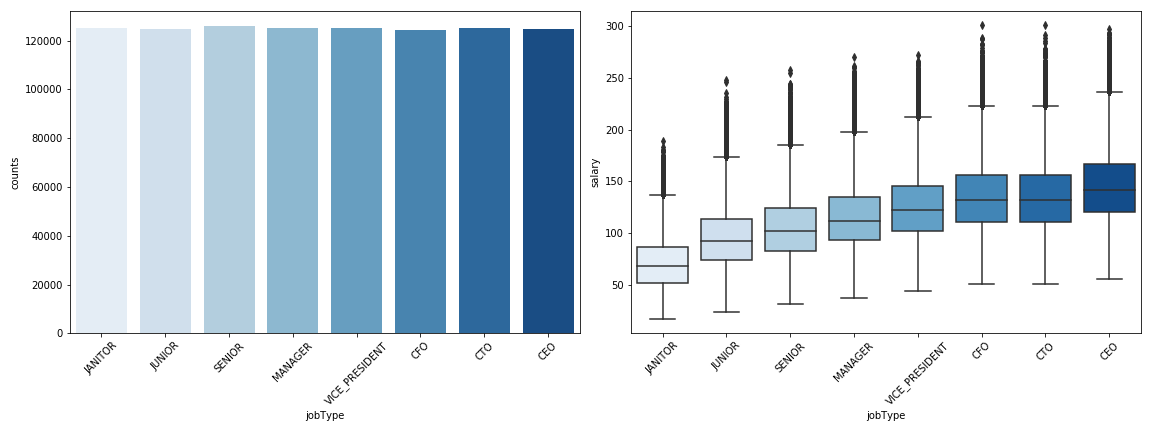 120000
100000
80000
60000
40000
20000
0
counts
JANITOR
JUNIOR
SENIOR
MANAGER
VICE_PRESIDENT
CFO
CTO
CEO
jobType
300
250
200
150
100
50
salary
JANITOR
JUNIOR
SENIOR
MANAGER
VICE_PRESIDENT
CFO
CTO
CEO
jobType